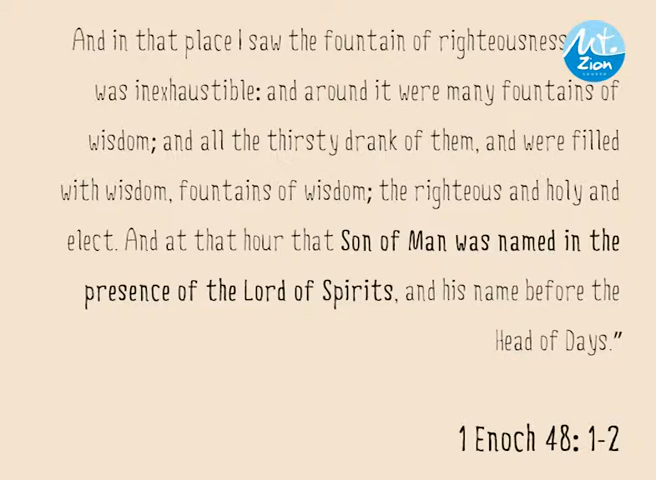 And in that place I saw the fountain of righteousness
was inexhaustible: and around it were many fountains of
wisdom; and all the thirsty drank of them, and were filled
with wisdom, fountains of wisdom; the righteous and holy and
elect. And at that hour that Son of Man was named in the
presence of the Lord of Spirits, and his name before the
Head of Days.”
1 Enoch 48: 1-2
Mt.
Zion